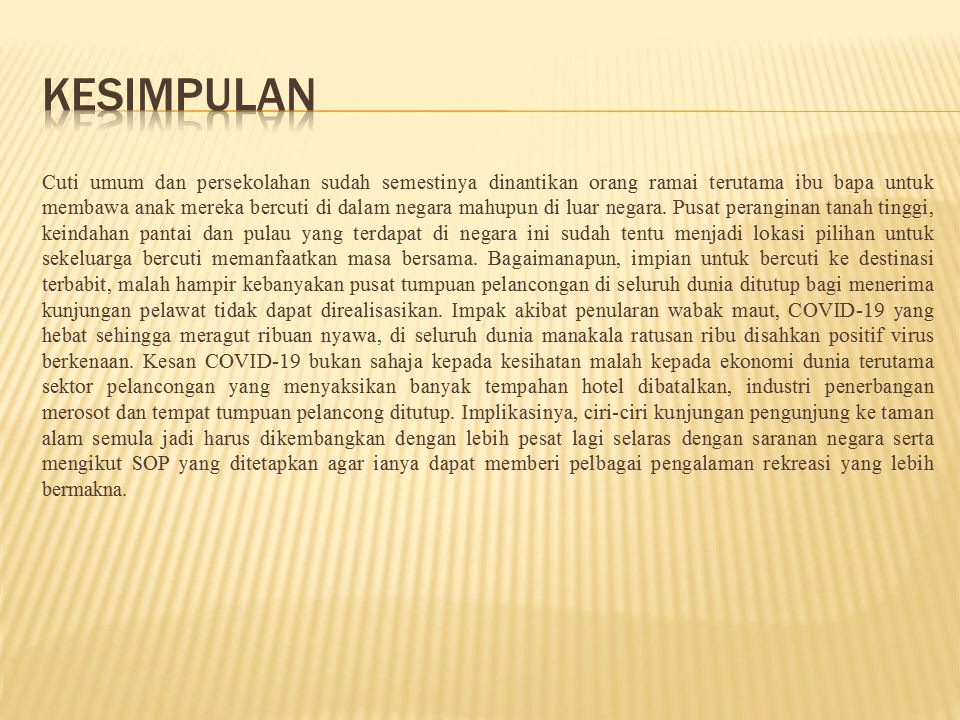 KESIMPULAN
Cuti umum dan persekolahan sudah semestinya dinantikan orang ramai terutama ibu bapa untuk
membawa anak mereka bercuti di dalam negara mahupun di luar negara. Pusat peranginan tanah tinggi,
keindahan pantai dan pulau yang terdapat di negara ini sudah tentu menjadi lokasi pilihan untuk
sekeluarga bercuti memanfaatkan masa bersama. Bagaimanapun, impian untuk bercuti ke destinasi
terbabit, malah hampir kebanyakan pusat tumpuan pelancongan di seluruh dunia ditutup bagi menerima
kunjungan pelawat tidak dapat direalisasikan. Impak akibat penularan wabak maut, COVID-19 yang
hebat sehingga meragut ribuan nyawa, di seluruh dunia manakala ratusan ribu disahkan positif virus
berkenaan. Kesan COVID-19 bukan sahaja kepada kesihatan malah kepada ekonomi dunia terutama
sektor pelancongan yang menyaksikan banyak tempahan hotel dibatalkan, industri penerbangan
merosot dan tempat tumpuan pelancong ditutup. Implikasinya, ciri-ciri kunjungan pengunjung ke taman
alam semula jadi harus dikembangkan dengan lebih pesat lagi selaras dengan saranan negara serta
mengikut SOP yang ditetapkan agar ianya dapat memberi pelbagai pengalaman rekreasi yang lebih
bermakna.